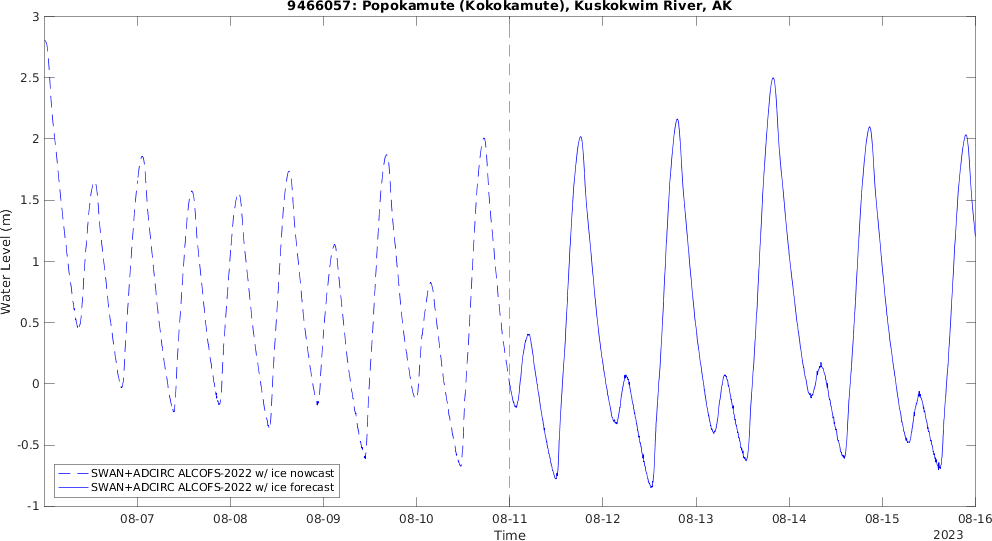 9466057: Popokamute (Kokokamute), Kuskokwim River, AK
3
2.5
2
1.5
1
0.5
0
-0.5
-1
Water Level (m)
SWAN+ADCIRC ALCOFS-2022 w/ ice nowcast
SWAN+ADCIRC ALCOFS-2022 w/ ice forecast
08-07 08-08 08-09 08-10 08-11 08-12 08-13 08-14 08-15 08-16
Time
2023